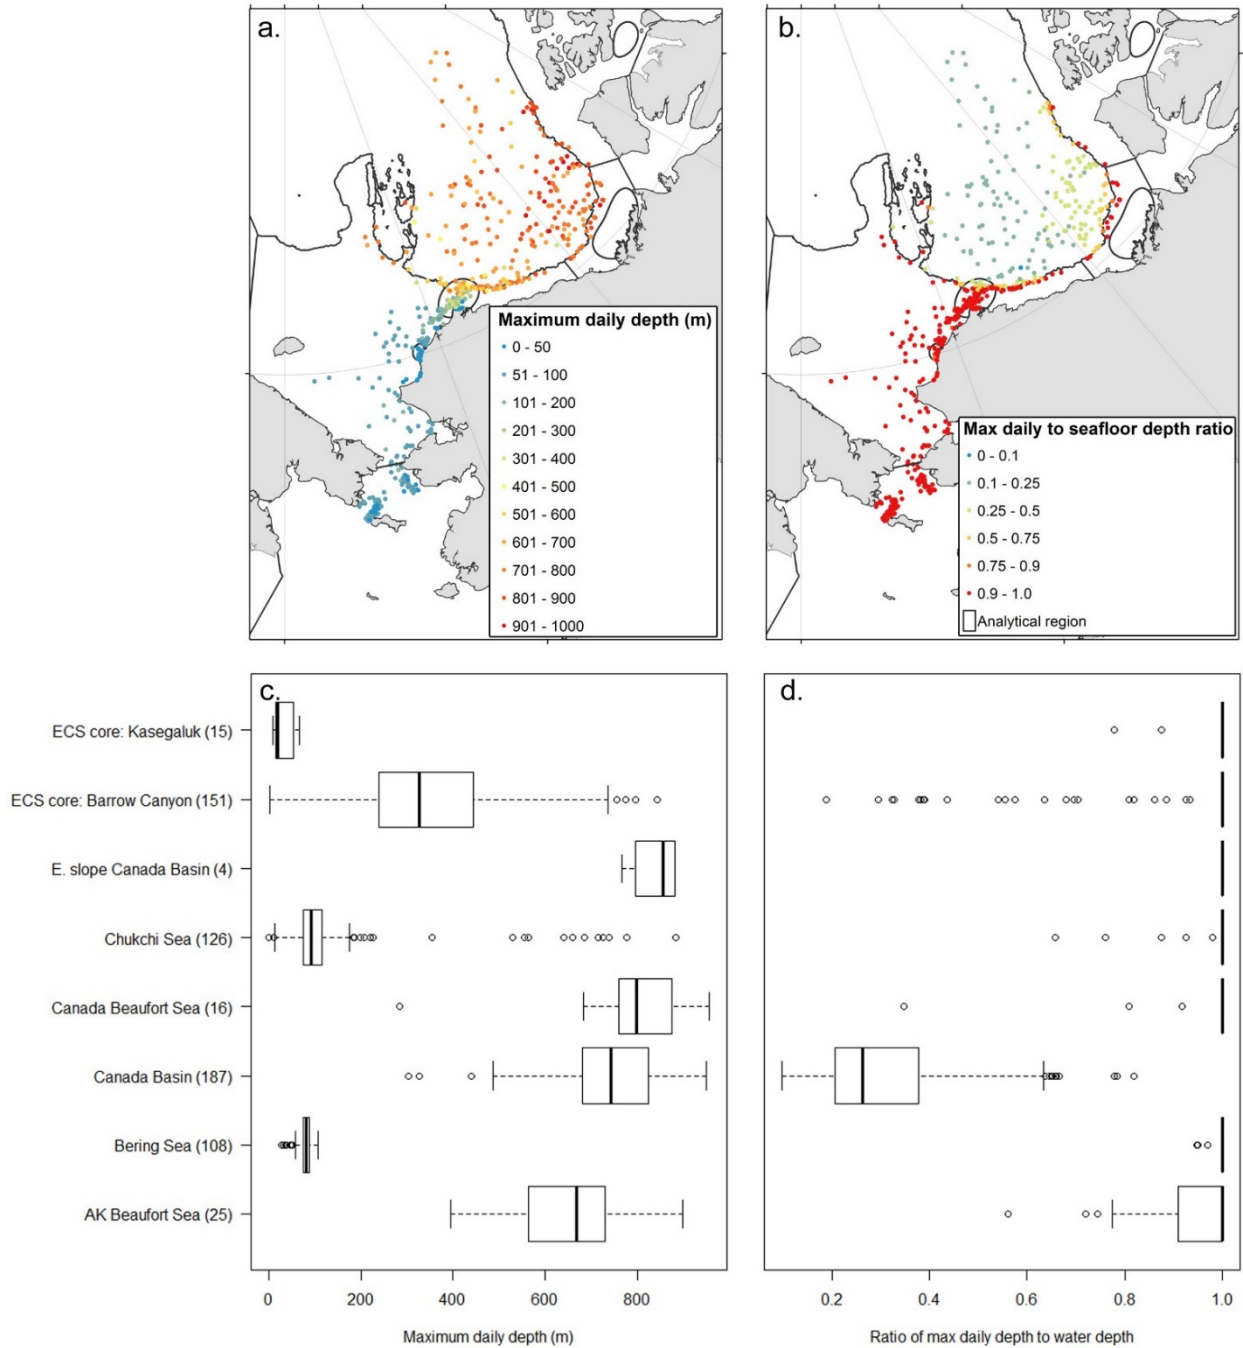 a.
Maximum daily depth (m)
0 - 50
51 - 100
101 - 200
201 - 300
301 - 400
401 - 500
501 - 600
601 - 700
701 - 800
801 - 900
901 - 1000
b.
Max daily to seafloor depth ratio
0 - 0.1
0.1 - 0.25
0.25 - 0.5
0.5 - 0.75
0.75 - 0.9
0.9 - 1.0
Analytical region
c.
ECS core: Kasegaluk (15)
ECS core: Barrow Canyon (151)
E. slope Canada Basin (4)
Chukchi Sea (126)
Canada Beaufort Sea (16)
Canada Basin (187)
Bering Sea (108)
AK Beaufort Sea (25)
0 200 400 600 800
Maximum daily depth (m)
d.
0.2 0.4 0.6 0.8 1.0
Ratio of max daily depth to water depth